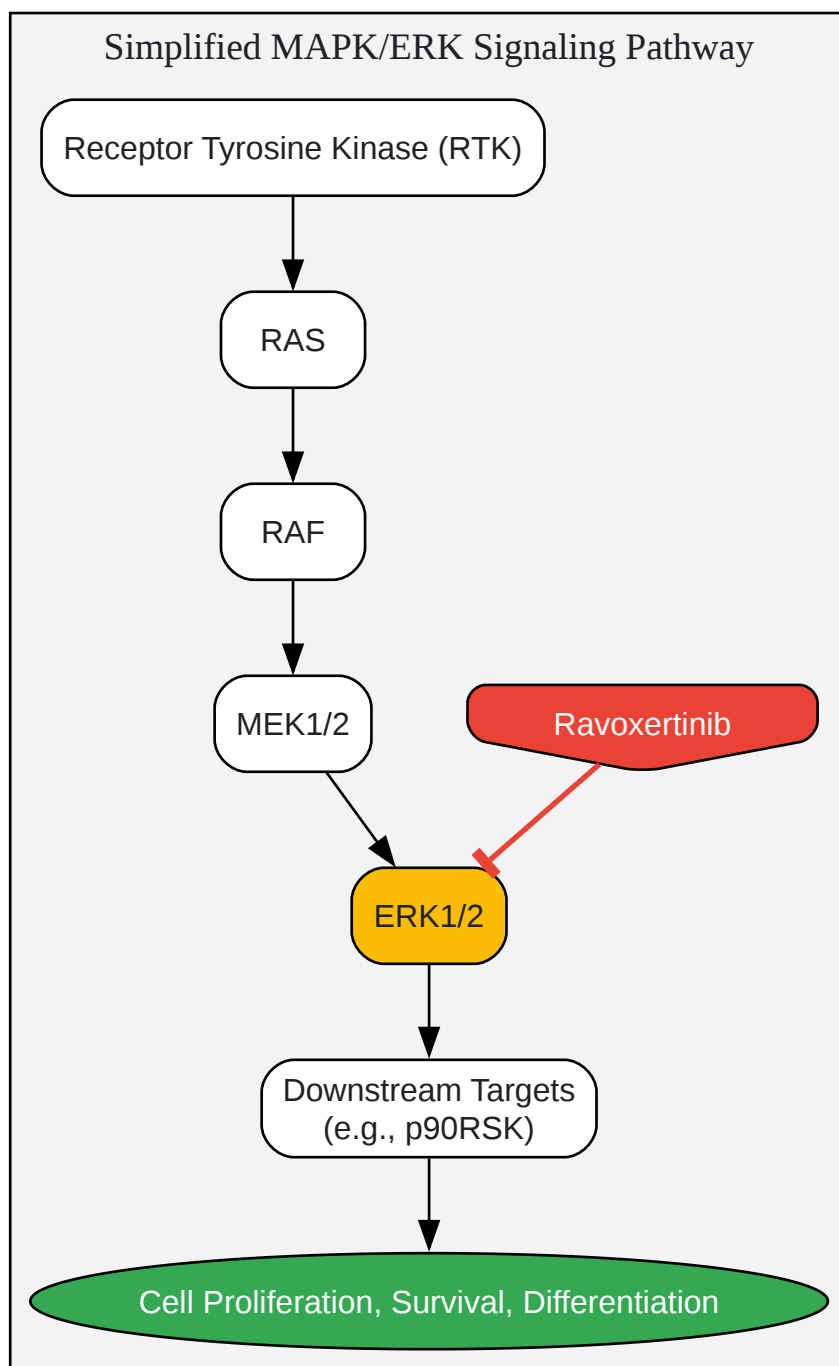 Simplified MAPK/ERK Signaling Pathway
Receptor Tyrosine Kinase (RTK)
RAS
RAF
MEK1/2
Ravoxertinib
ERK1/2
Downstream Targets
(e.g., p90RSK)
Cell Proliferation, Survival, Differentiation